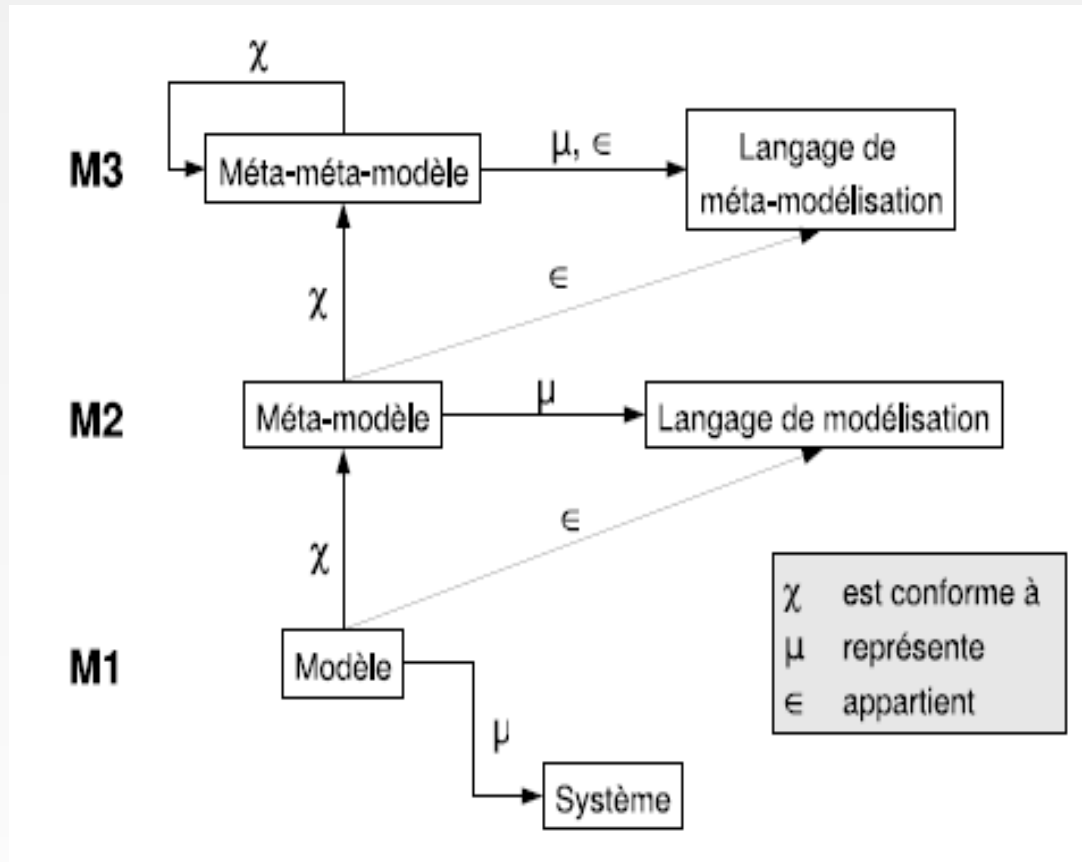 χ
M3
Méta-méta-modèle
μ, ∈
Langage de
méta-modélisation
χ
∈
M2
Méta-modèle
μ
Langage de modélisation
χ
∈
M1
Modèle
μ
Système
χ est conforme à
μ représente
∈ appartient